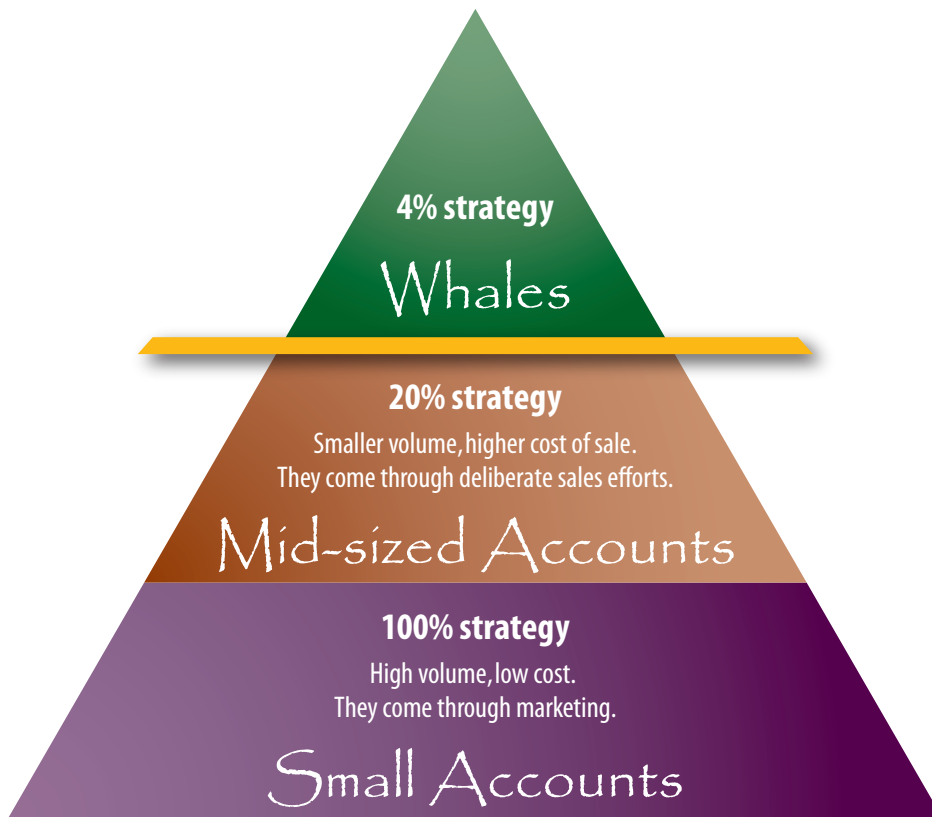 4% strategy
Whales
20% strategy
Smaller volume, higher cost of sale.
They come through deliberate sales efforts.
Mid-sized Accounts
100% strategy
High volume, low cost.
They come through marketing.
Small Accounts